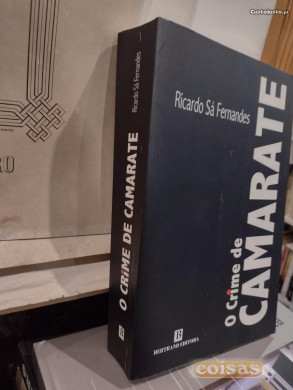 CustoJusto.pt
Ricardo Sá Fernandes
O Crime de
CAMARATE
Ricardo Sá Fernandes
O CRIME DE CAMARATE
B
BERTRAND EDITORA
RO
coisas